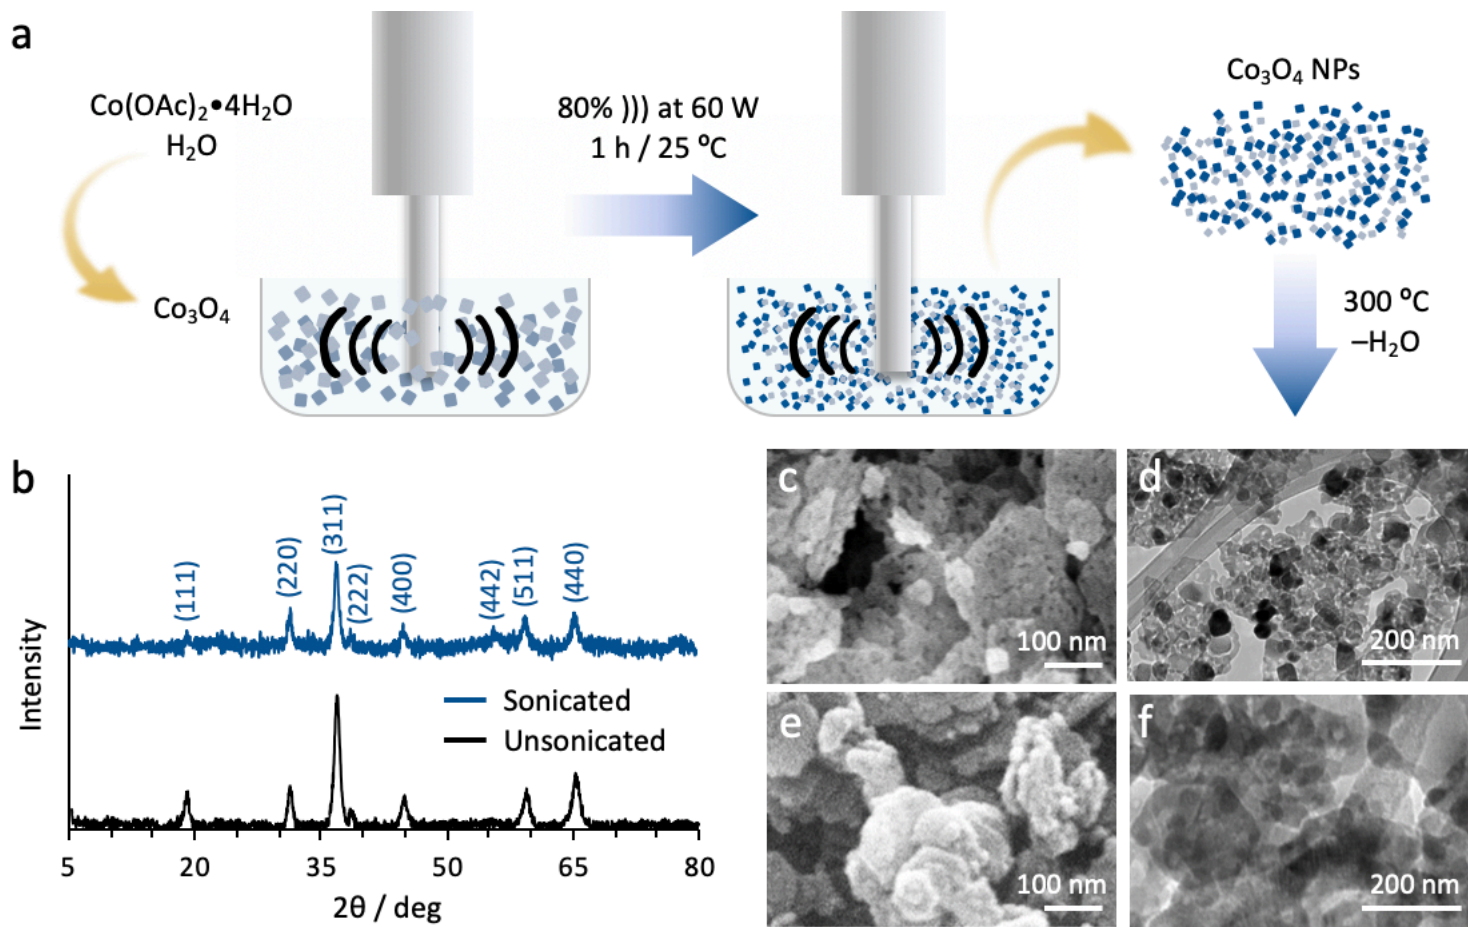 a
Co(OAc)₂•4H₂O
H₂O
Co₃O₄
80% ))) at 60 W
1 h / 25 ⁰C
Co₃O₄ NPs
300 ⁰C
–H₂O
b
Intensity
(111)
(220)
(311)
(222)
(400)
(442)
(511)
(440)
Sonicated
Unsonicated
5 20 35 50 65 80
2θ / deg
c
100 nm
d
200 nm
e
100 nm
f
200 nm